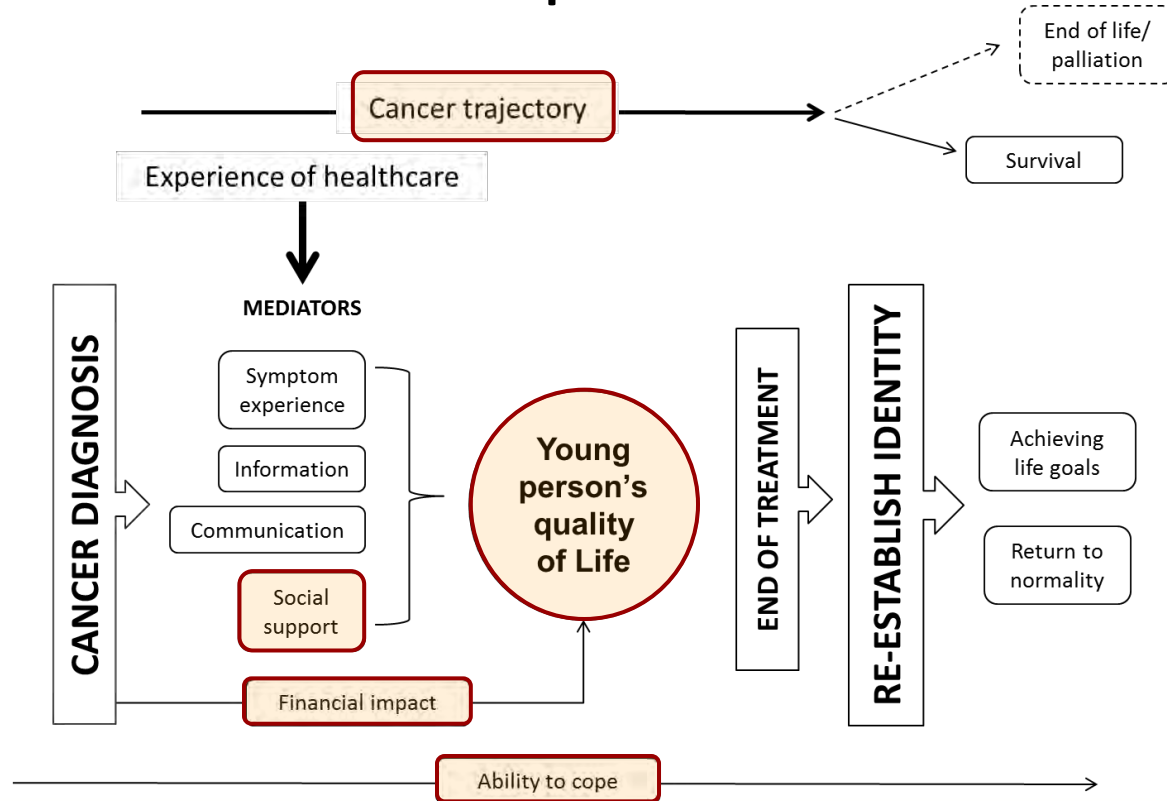 End of life/
palliation
Cancer trajectory
Survival
Experience of healthcare
MEDIATORS
CANCER DIAGNOSIS
Symptom
experience
Information
Communication
Social
support
Financial impact
Young
person's
quality
of Life
END OF TREATMENT
RE-ESTABLISH IDENTITY
Achieving
life goals
Return to
normality
Ability to cope